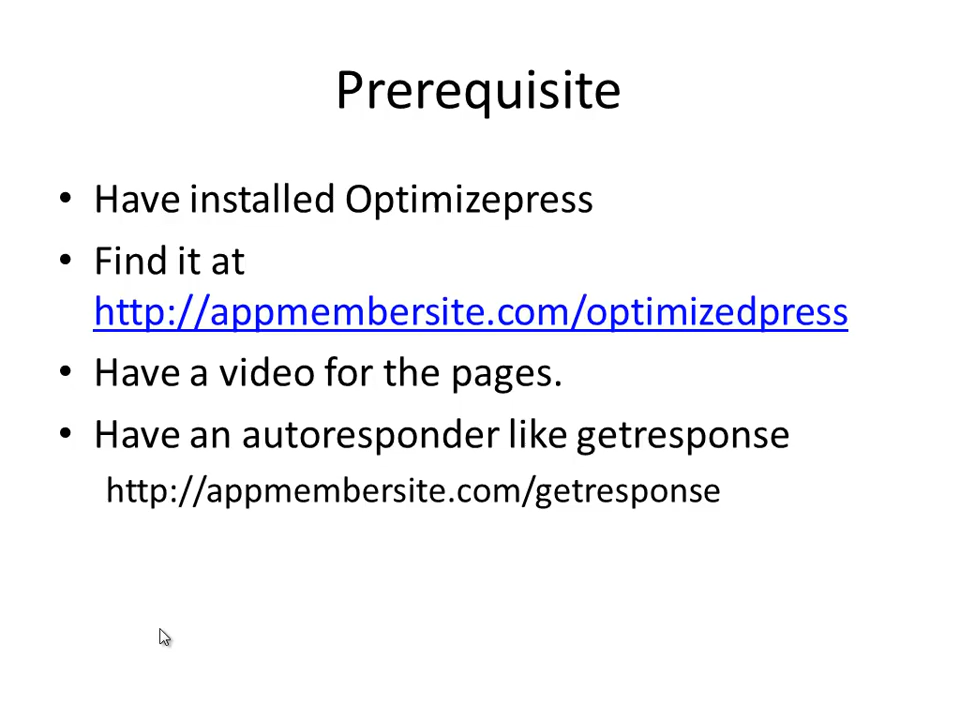 Prerequisite
• Have installed Optimizepress
• Find it at
http://appmembersite.com/optimizedpress
• Have a video for the pages.
• Have an autoresponder like getresponse
http://appmembersite.com/getresponse